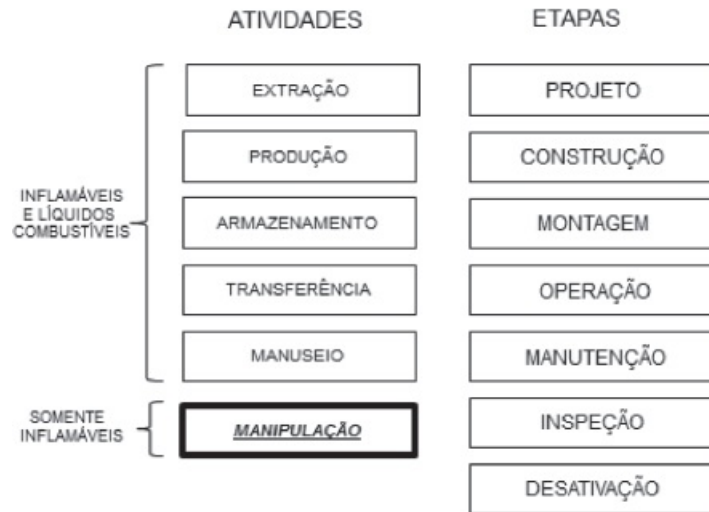 ATIVIDADES
ETAPAS
EXTRAÇÃO
PROJETO
PRODUÇÃO
CONSTRUÇÃO
INFLAMÁVEIS
E LÍQUIDOS
COMBUSTÍVEIS
ARMAZENAMENTO
MONTAGEM
TRANSFERÊNCIA
OPERAÇÃO
MANUSEIO
MANUTENÇÃO
SOMENTE
INFLAMÁVEIS
MANIPULAÇÃO
INSPEÇÃO
DESATIVAÇÃO